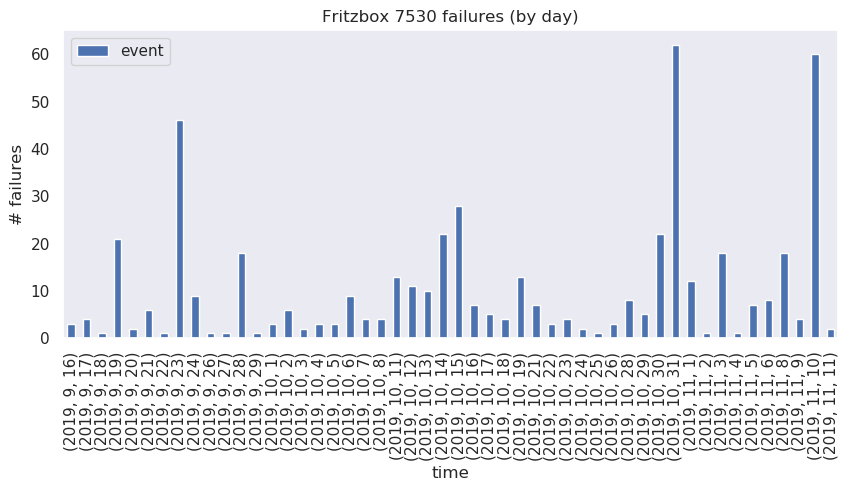 Fritzbox 7530 failures (by day)
event
# failures
60
50
40
30
20
10
0
(2019, 9, 16)
(2019, 9, 17)
(2019, 9, 18)
(2019, 9, 19)
(2019, 9, 20)
(2019, 9, 21)
(2019, 9, 22)
(2019, 9, 23)
(2019, 9, 24)
(2019, 9, 26)
(2019, 9, 27)
(2019, 9, 28)
(2019, 9, 29)
(2019, 10, 1)
(2019, 10, 2)
(2019, 10, 3)
(2019, 10, 4)
(2019, 10, 5)
(2019, 10, 6)
(2019, 10, 7)
(2019, 10, 8)
(2019, 10, 11)
(2019, 10, 12)
(2019, 10, 13)
(2019, 10, 14)
(2019, 10, 15)
(2019, 10, 16)
(2019, 10, 17)
(2019, 10, 18)
(2019, 10, 19)
(2019, 10, 21)
(2019, 10, 22)
(2019, 10, 23)
(2019, 10, 24)
(2019, 10, 25)
(2019, 10, 26)
(2019, 10, 28)
(2019, 10, 29)
(2019, 10, 30)
(2019, 10, 31)
(2019, 11, 1)
(2019, 11, 2)
(2019, 11, 3)
(2019, 11, 4)
(2019, 11, 5)
(2019, 11, 6)
(2019, 11, 8)
(2019, 11, 9)
(2019, 11, 10)
(2019, 11, 11)
time